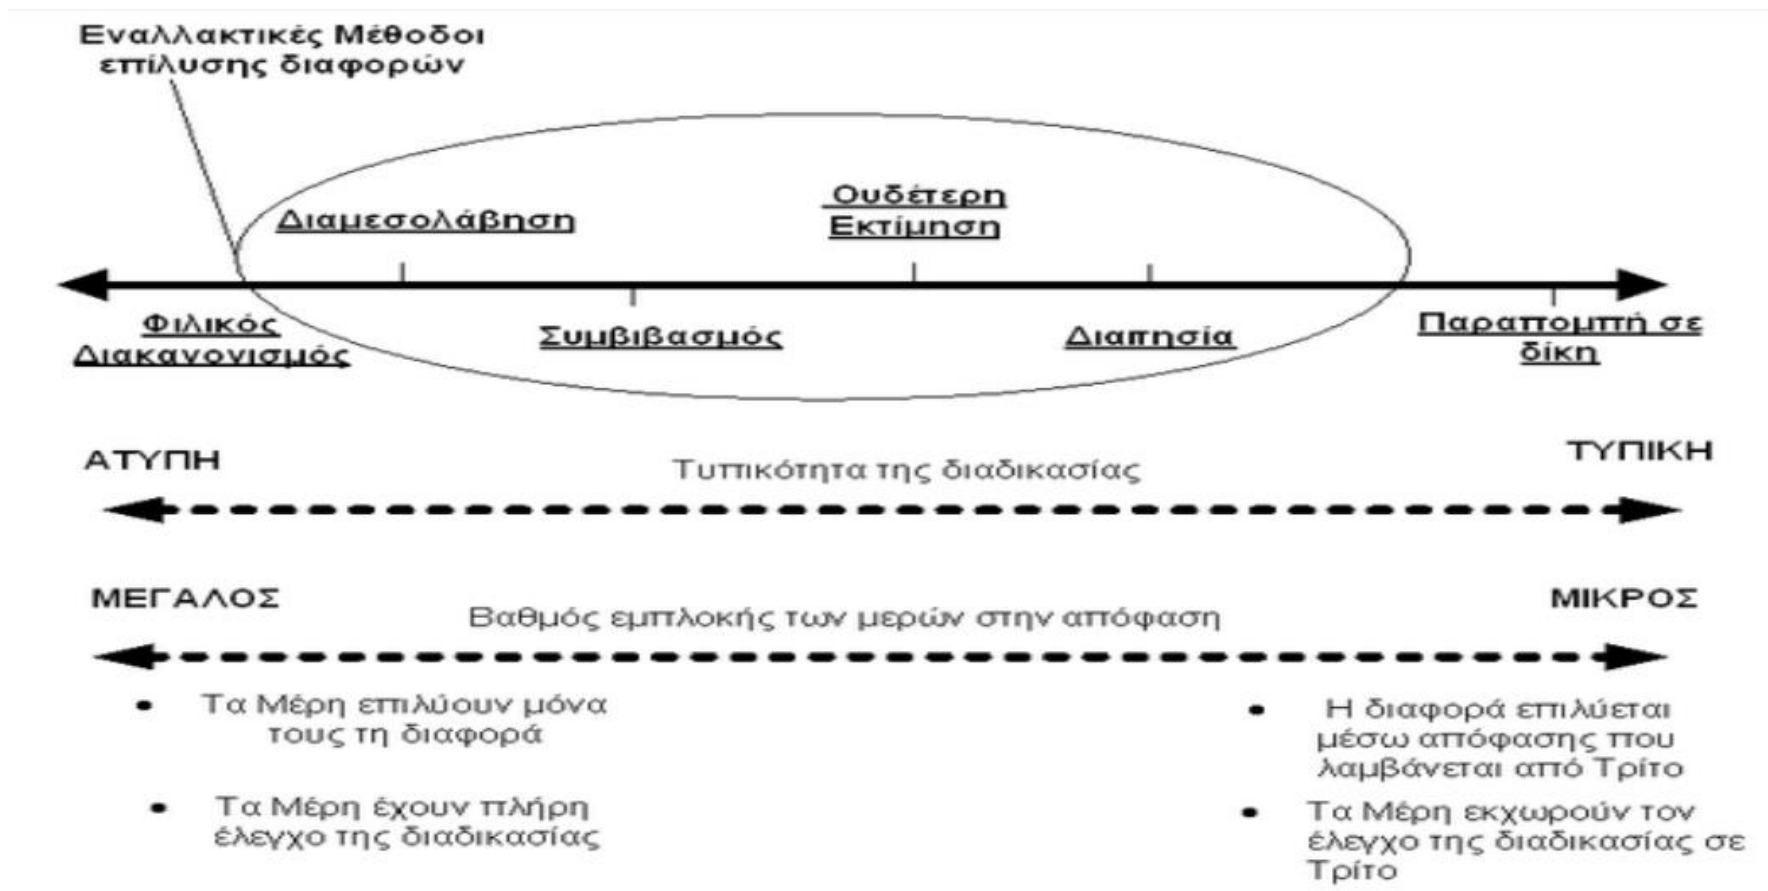 Εναλλακτικές Μέθοδοι
επίλυσης διαφορών
Διαμεσολάβηση
Ουδέτερη
Εκτίμηση
Φιλικός
Διακανονισμός
Συμβιβασμός
Διαιτησία
Παραπομπή σε
δίκη
ΑΤΥΠΗ
Τυπικότητα της διαδικασίας
ΤΥΠΙΚΗ
ΜΕΓΑΛΟΣ
Βαθμός εμπλοκής των μερών στην απόφαση
ΜΙΚΡΟΣ
• Τα Μέρη επιλύουν μόνα
τους τη διαφορά
• Τα Μέρη έχουν πλήρη
έλεγχο της διαδικασίας
• Η διαφορά επιλύεται
μέσω απόφασης που
λαμβάνεται από Τρίτο
• Τα Μέρη εκχωρούν τον
έλεγχο της διαδικασίας σε
Τρίτο